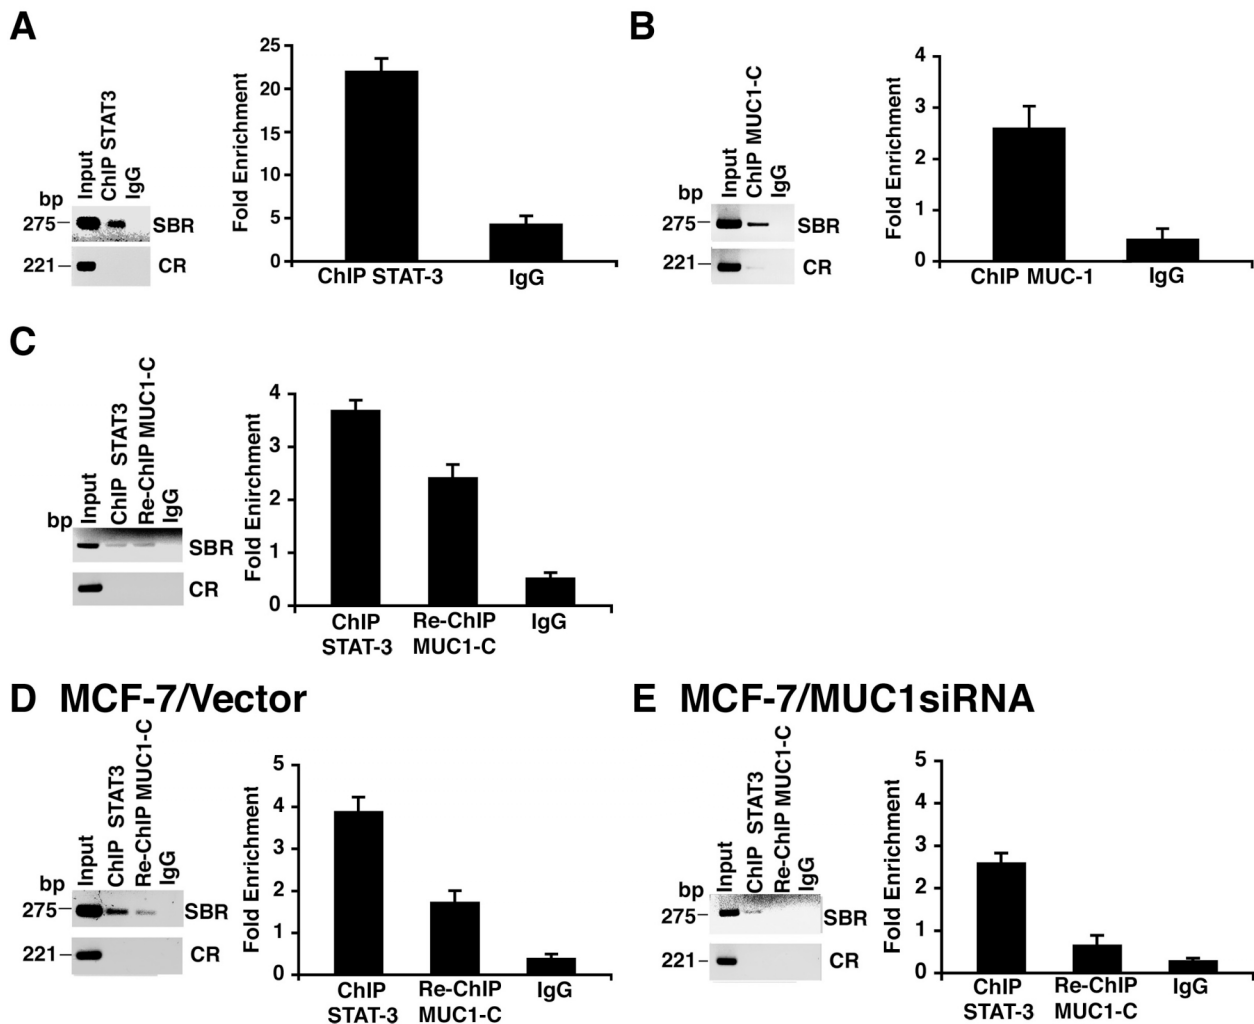 A
Input
ChIP STAT3
IgG
bp
275
SBR
221
CR
Fold Enrichment
25
20
15
10
5
0
ChIP STAT-3
IgG
B
Input
ChIP MUC1-C
IgG
bp
275
SBR
221
CR
Fold Enrichment
4
3
2
1
0
ChIP MUC-1
IgG
C
Input
ChIP STAT3
Re-ChIP MUC1-C
IgG
bp
SBR
CR
Fold Enirchment
4
3
2
1
0
ChIP
STAT-3
Re-ChIP
MUC1-C
IgG
D MCF-7/Vector
Input
ChIP STAT3
Re-ChIP MUC1-C
IgG
bp
275
SBR
221
CR
Fold Enrichment
5
4
3
2
1
0
ChIP
STAT-3
Re-ChIP
MUC1-C
IgG
E MCF-7/MUC1siRNA
Input
ChIP STAT3
Re-ChIP MUC1-C
IgG
bp
275
SBR
221
CR
Fold Enrichment
5
4
3
2
1
0
ChIP
STAT-3
Re-ChIP
MUC1-C
IgG